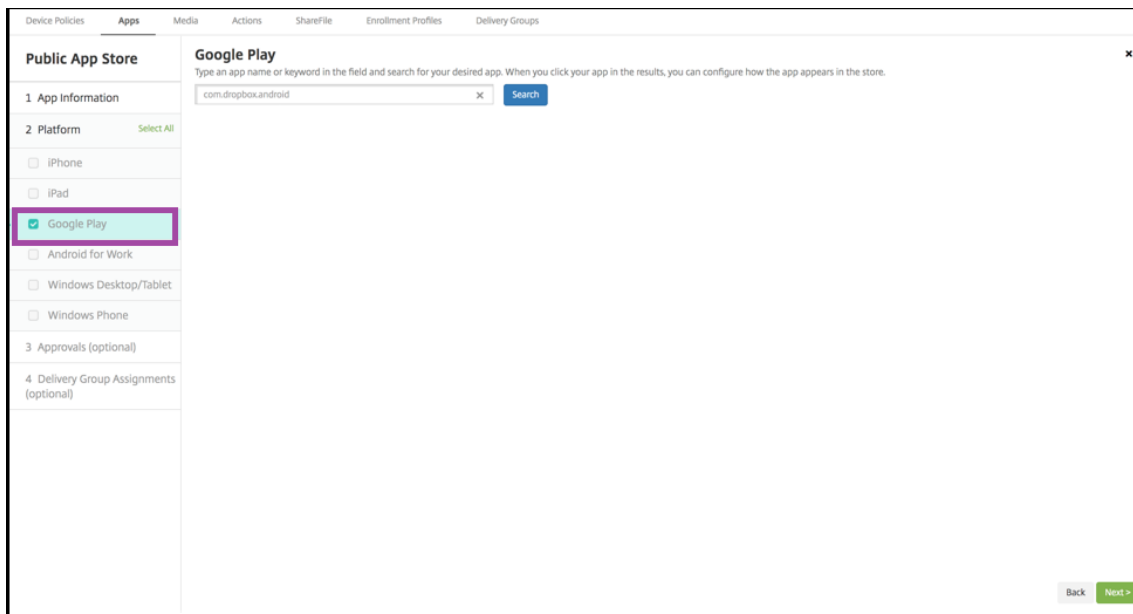 Device Policies Apps Media Actions ShareFile Enrollment Profiles Delivery Groups
Public App Store
1 App Information
2 Platform Select All
iPhone
iPad
Google Play
Android for Work
Windows Desktop/Tablet
Windows Phone
3 Approvals (optional)
4 Delivery Group Assignments
(optional)
Google Play
Type an app name or keyword in the field and search for your desired app. When you click your app in the results, you can configure how the app appears in the store.
com.dropbox.android Search
Back Next >